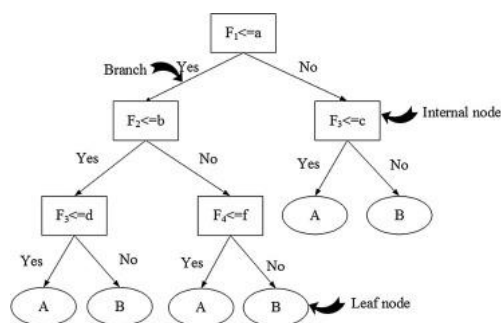 F₁<=a
Branch
Yes
No
F₂<=b
F₃<=c
Internal node
Yes
No
Yes
No
F₃<=d
F₄<=f
A
B
Yes
No
Yes
No
A
B
A
B
Leaf node